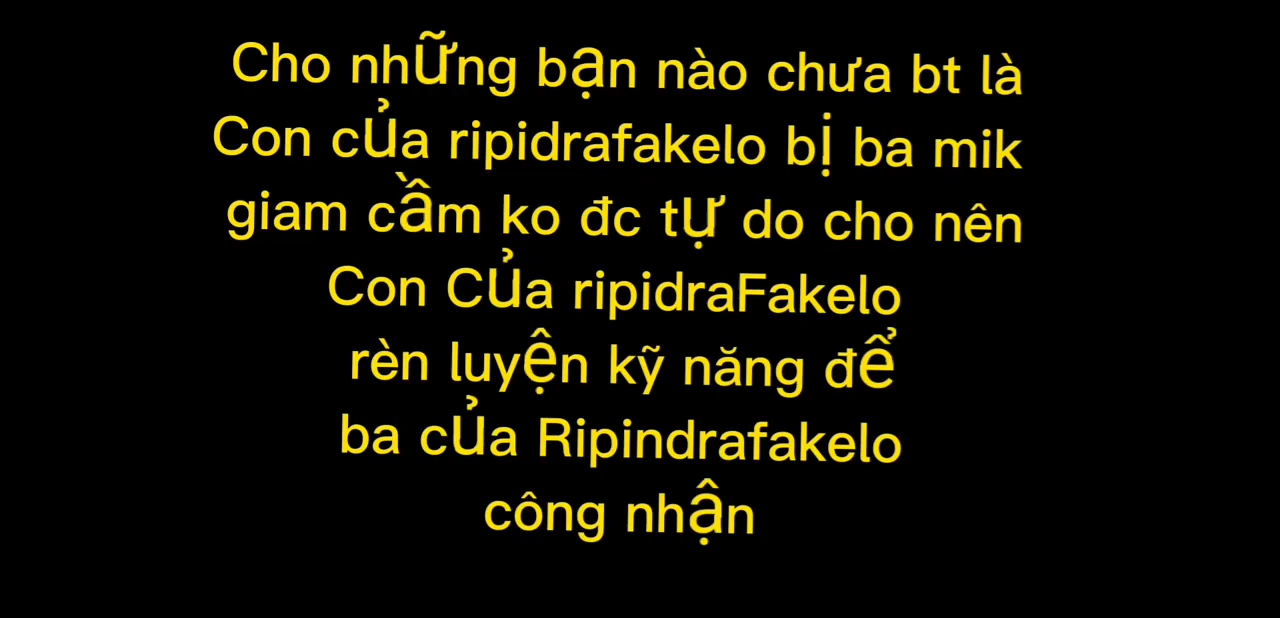 Cho những bạn nào chưa bt là
Con của ripidrafakelo bị ba mik
giam cầm ko đc tự do cho nên
Con Của ripidraFakelo
rèn luyện kỹ năng để
ba của Ripindrafakelo
công nhận